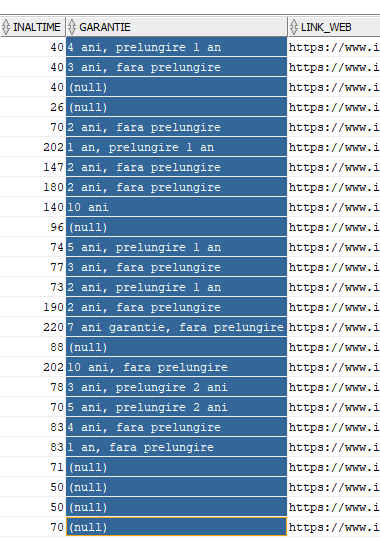 INALTIME GARANTIE LINK_WEB
40 4 ani, prelungire 1 an https://www.i
40 3 ani, fara prelungire https://www.i
40 (null) https://www.i
26 (null) https://www.i
70 2 ani, fara prelungire https://www.i
202 1 an, prelungire 1 an https://www.i
147 2 ani, fara prelungire https://www.i
180 2 ani, fara prelungire https://www.i
140 10 ani https://www.i
96 (null) https://www.i
74 5 ani, prelungire 1 an https://www.i
77 3 ani, fara prelungire https://www.i
73 2 ani, prelungire 1 an https://www.i
190 2 ani, fara prelungire https://www.i
220 7 ani garantie, fara prelungire https://www.i
88 (null) https://www.i
202 10 ani, fara prelungire https://www.i
78 3 ani, prelungire 2 ani https://www.i
70 5 ani, prelungire 2 ani https://www.i
83 4 ani, fara prelungire https://www.i
83 1 an, fara prelungire https://www.i
71 (null) https://www.i
50 (null) https://www.i
50 (null) https://www.i
70 (null) https://www.i